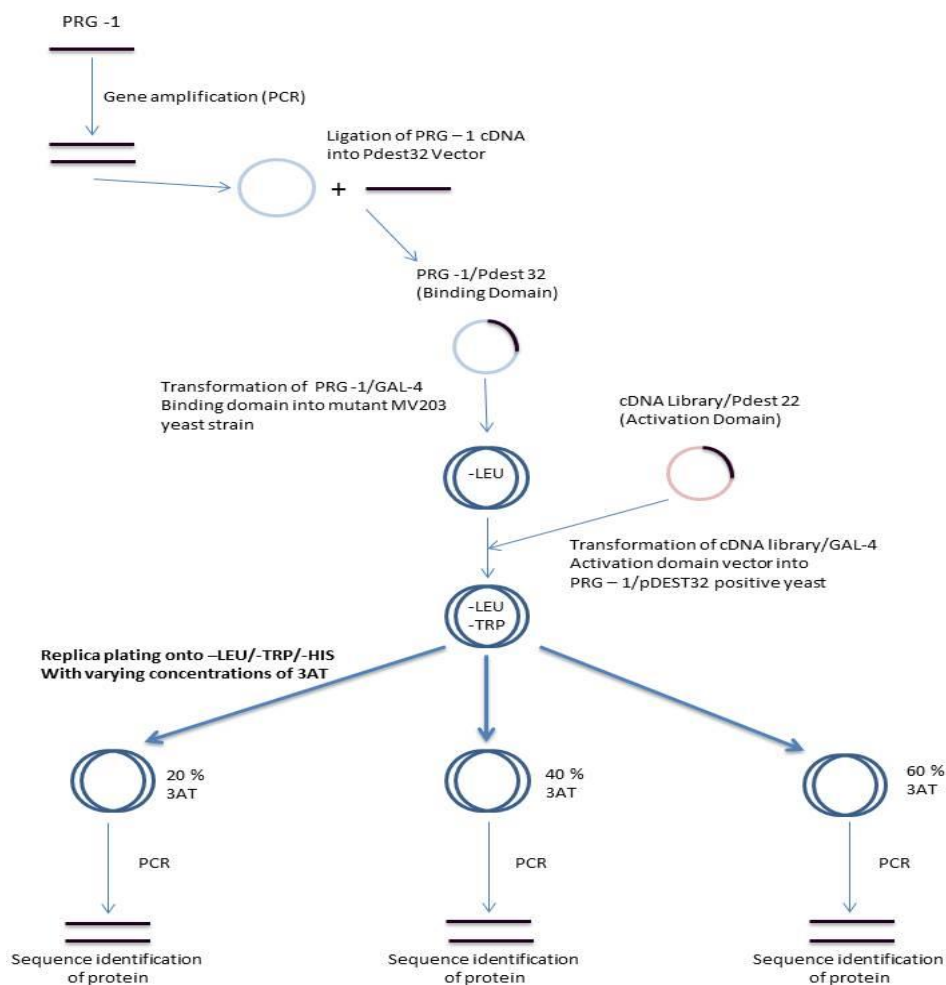 PRG -1
Gene amplification (PCR)
Ligation of PRG – 1 cDNA
into Pdest32 Vector
+
PRG -1/Pdest 32
(Binding Domain)
Transformation of PRG -1/GAL-4
Binding domain into mutant MV203
yeast strain
cDNA Library/Pdest 22
(Activation Domain)
-LEU
Transformation of cDNA library/GAL-4
Activation domain vector into
PRG – 1/pDEST32 positive yeast
-LEU
-TRP
Replica plating onto –LEU/-TRP/-HIS
With varying concentrations of 3AT
20 %
3AT
40 %
3AT
60 %
3AT
PCR
PCR
PCR
Sequence identification
of protein
Sequence identification
of protein
Sequence identification
of protein